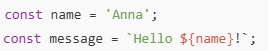 const name = 'Anna';
const message = `Hello ${name}!`;